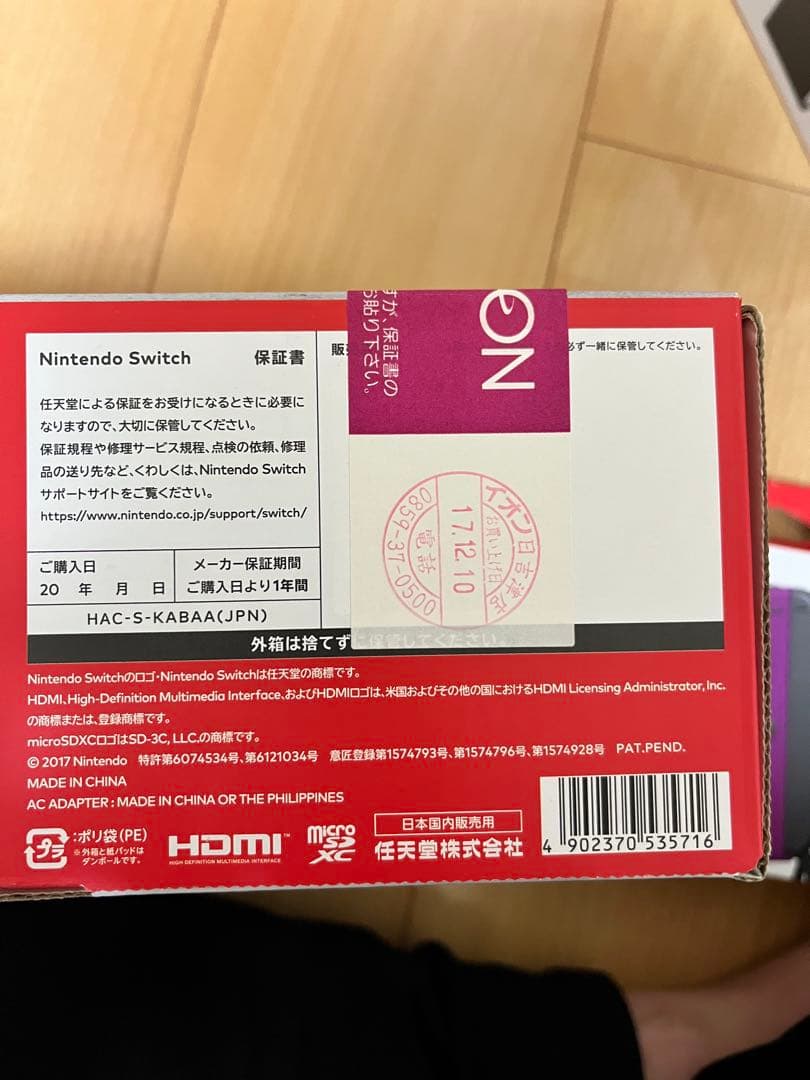 Nintendo Switch 保証書
任天堂による保証をお受けになるときに必要に
なりますので、大切に保管してください。
保証規程や修理サービス規程、点検の依頼、修理
品の送り先など、くわしくは、Nintendo Switch
サポートサイトをご覧ください。
https://www.nintendo.co.jp/support/switch/
ご購入日
20 年 月 日
メーカー保証期間
ご購入日より1年間
HAC-S-KABAA(JPN)
販
ず一緒に保管してください。
すが、保証書の
お貼り下さい。
ON
イオン日吉津店
お買い上げ日
17.12.10
電話
0859-37-0500
外箱は捨てずに保管してください。
Nintendo Switchのロゴ・Nintendo Switchは任天堂の商標です。
HDMI、High-Definition Multimedia Interface、およびHDMIロゴは、米国およびその他の国におけるHDMI Licensing Administrator, Inc.
の商標または、登録商標です。
microSDXCロゴはSD-3C, LLC.の商標です。
© 2017 Nintendo 特許第6074534号、第6121034号 意匠登録第1574793号、第1574796号、第1574928号 PAT.PEND.
MADE IN CHINA
AC ADAPTER : MADE IN CHINA OR THE PHILIPPINES
プラ
:ポリ袋(PE)
※外箱と紙パッドは
ダンボールです。
HDMI™
HIGH DEFINITION MULTIMEDIA INTERFACE
micro
SD
XC
日本国内販売用
任天堂株式会社
4 902370 535716